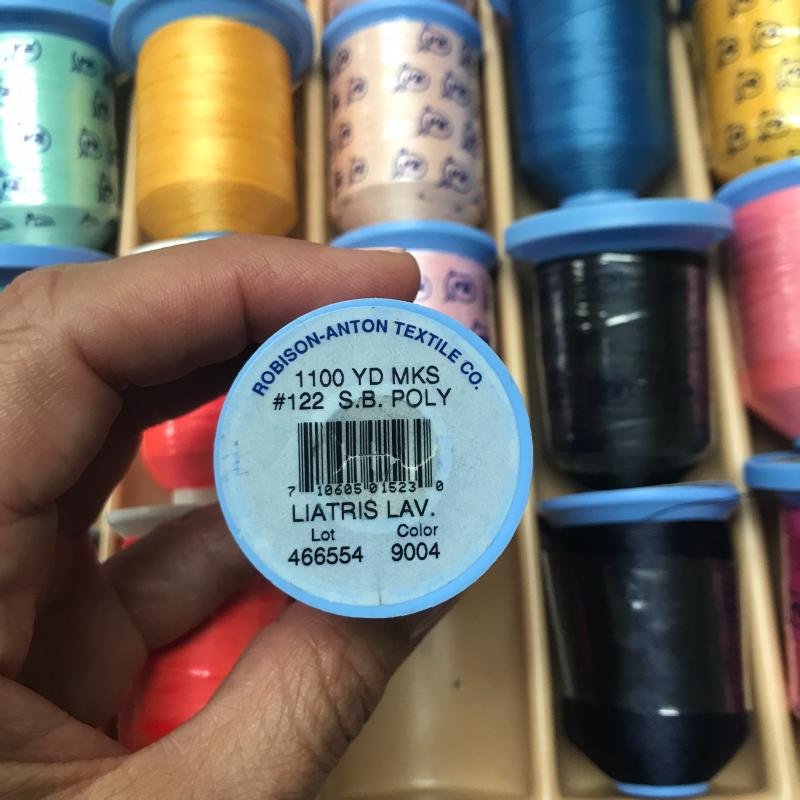 ROBISON-ANTON TEXTILE CO.
1100 YD MKS
#122 S.B. POLY
7 10605 01523 0
LIATRIS LAV.
Lot Color
466554 9004